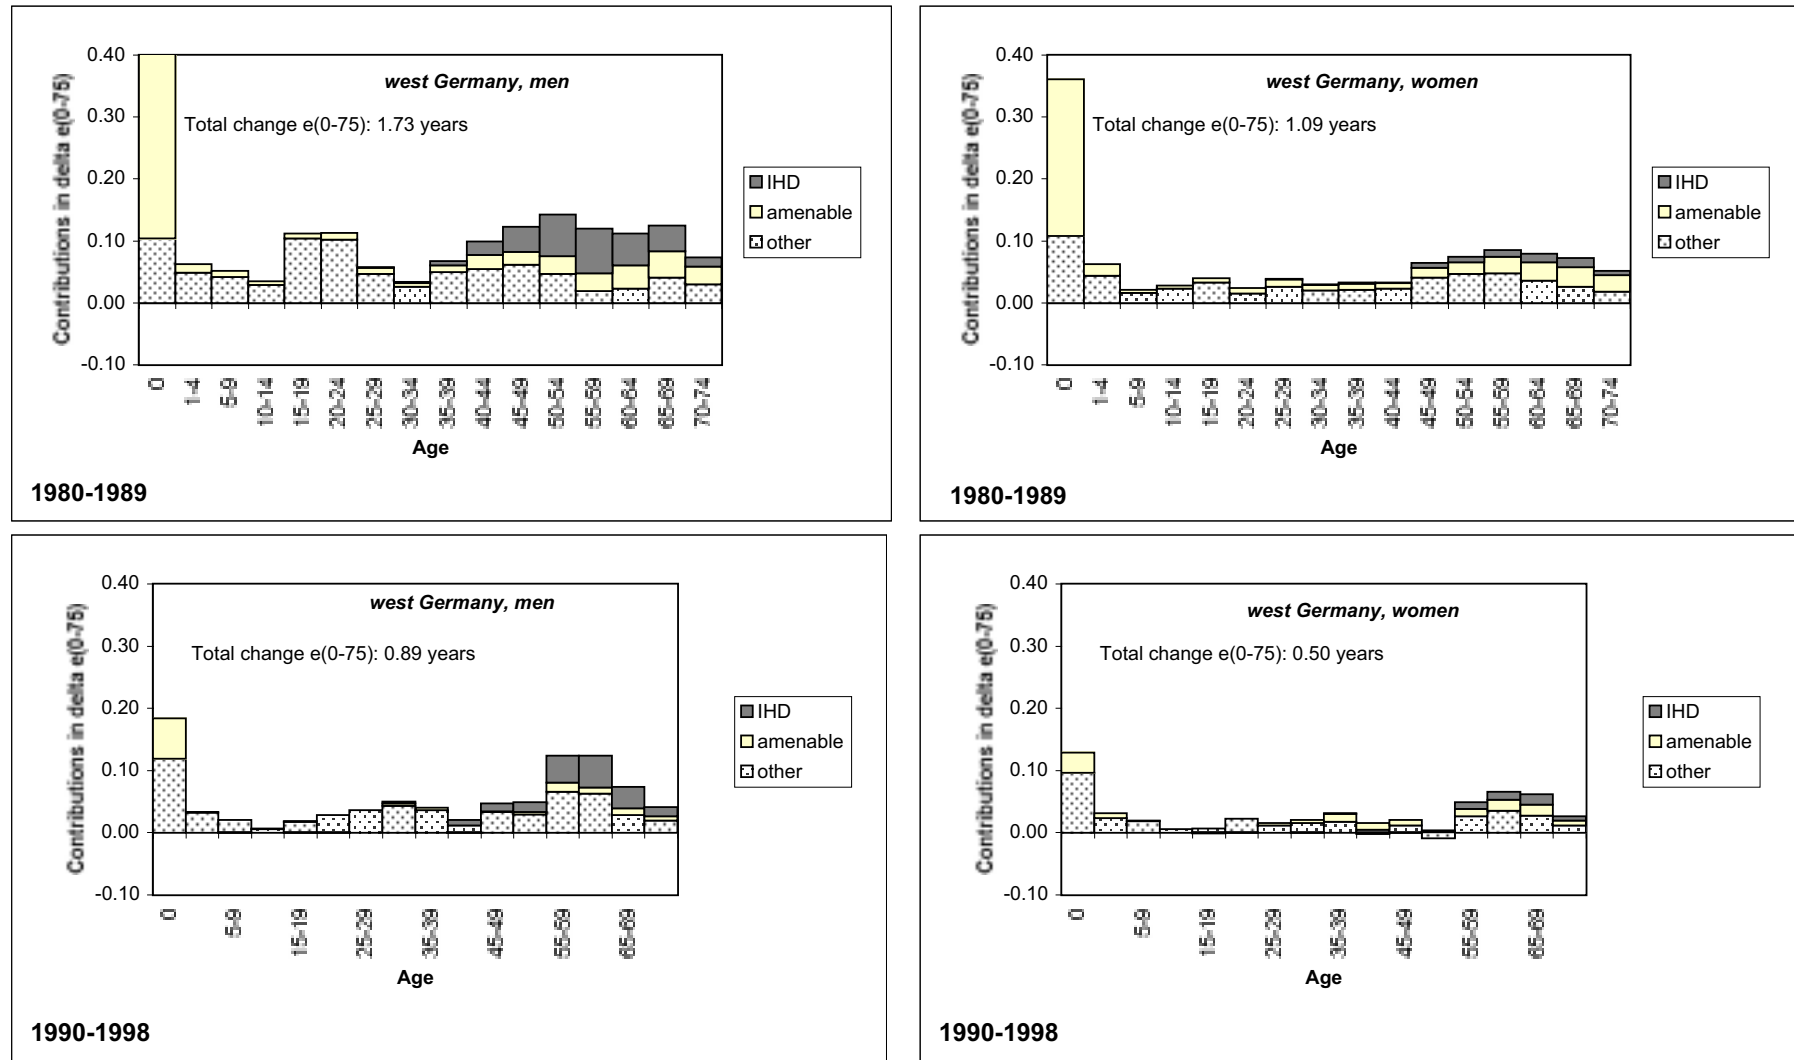 west Germany, men
Total change e(0-75): 1.73 years
Contributions in delta e(0-75)
0.40
0.30
0.20
0.10
0.00
-0.10
0
1-4
5-9
10-14
15-19
20-24
25-29
30-34
35-39
40-44
45-49
50-54
55-59
60-64
65-69
70-74
Age
IHD
amenable
other
1980-1989
west Germany, women
Total change e(0-75): 1.09 years
Contributions in delta e(0-75)
0.40
0.30
0.20
0.10
0.00
-0.10
0
1-4
5-9
10-14
15-19
20-24
25-29
30-34
35-39
40-44
45-49
50-54
55-59
60-64
65-69
70-74
Age
IHD
amenable
other
1980-1989
west Germany, men
Total change e(0-75): 0.89 years
Contributions in delta e(0-75)
0.40
0.30
0.20
0.10
0.00
-0.10
0
5-9
15-19
25-29
35-39
45-49
55-59
65-69
Age
IHD
amenable
other
1990-1998
west Germany, women
Total change e(0-75): 0.50 years
Contributions in delta e(0-75)
0.40
0.30
0.20
0.10
0.00
-0.10
0
5-9
15-19
25-29
35-39
45-49
55-59
65-69
Age
IHD
amenable
other
1990-1998